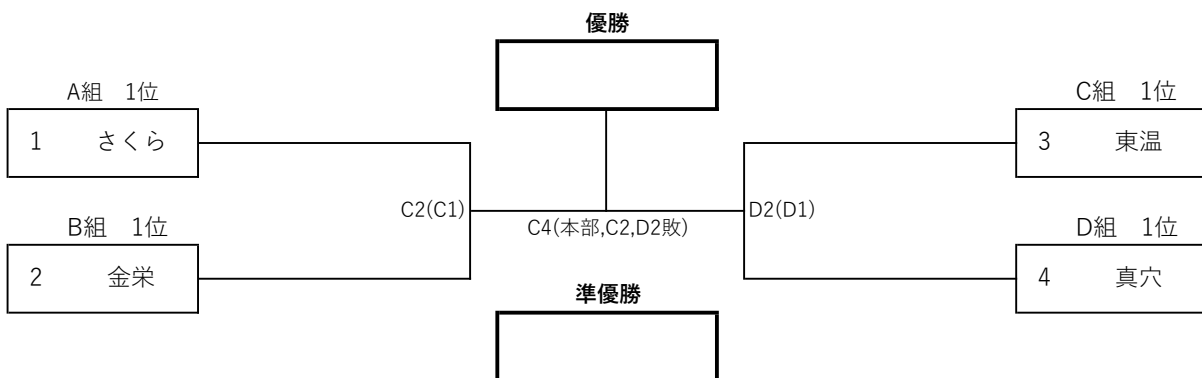 優勝
A組　1位
C組　1位
1　さくら
3　東温
C2(C1)
D2(D1)
C4(本部,C2,D2敗)
B組　1位
D組　1位
2　金栄
4　真穴
準優勝